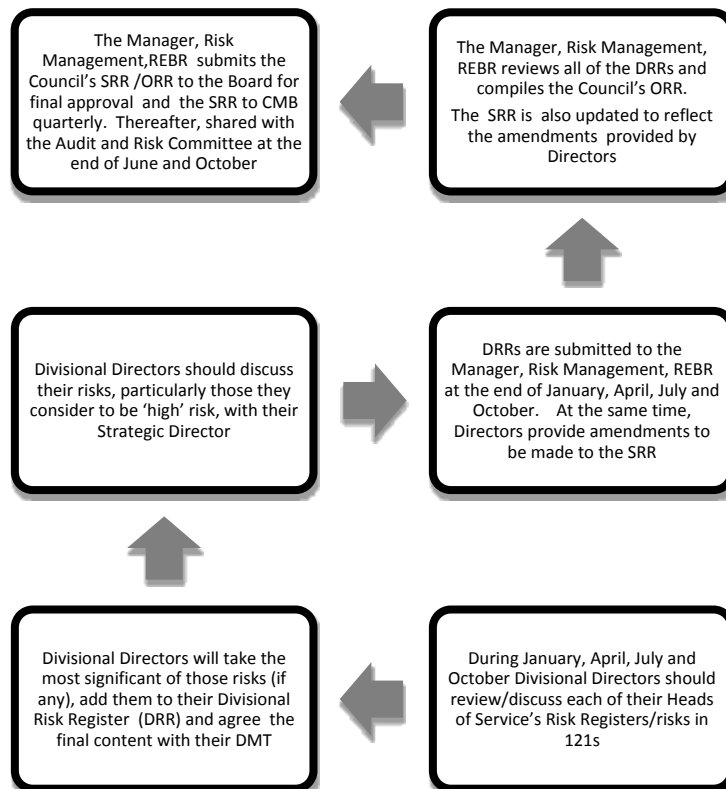 The Manager, Risk
Management,REBR submits the
Council's SRR /ORR to the Board for
final approval and the SRR to CMB
quarterly. Thereafter, shared with
the Audit and Risk Committee at the
end of June and October
The Manager, Risk Management,
REBR reviews all of the DRRs and
compiles the Council's ORR.
The SRR is also updated to reflect
the amendments provided by
Directors
Divisional Directors should discuss
their risks, particularly those they
consider to be ‘high’ risk, with their
Strategic Director
DRRs are submitted to the
Manager, Risk Management, REBR
at the end of January, April, July and
October. At the same time,
Directors provide amendments to
be made to the SRR
Divisional Directors will take the
most significant of those risks (if
any), add them to their Divisional
Risk Register (DRR) and agree the
final content with their DMT
During January, April, July and
October Divisional Directors should
review/discuss each of their Heads
of Service's Risk Registers/risks in
121s